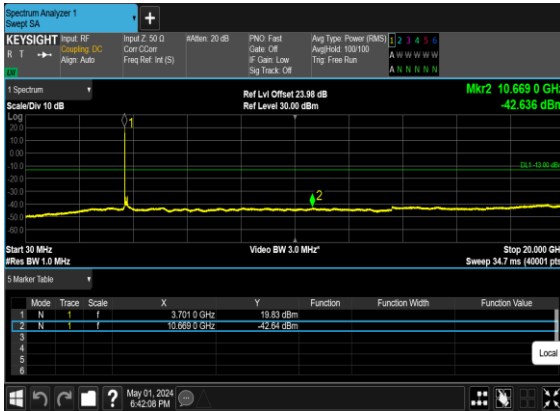 Spectrum Analyzer 1
Swept SA
KEYSIGHT Input: RF Input Z: 50 Ω #Atten: 20 dB PNO: Fast Avg Type: Power (RMS) 1 2 3 4 5 6
R T Coupling: DC Corr CCorr Gate: Off Avg|Hold: 100/100 A W W W W W
Align: Auto Freq Ref: Int (S) IF Gain: Low Trig: Free Run
Sig Track: Off A N N N N N
1 Spectrum Ref Lvl Offset 23.98 dB Mkr2 10.669 0 GHz
Scale/Div 10 dB Ref Level 30.00 dBm -42.636 dBm
Log
1
20.0
10.0
0.00
-10.0
DL1 -13.00 dBm
-20.0
-30.0
2
-40.0
-50.0
-60.0
Start 30 MHz Video BW 3.0 MHz* Stop 20.000 GHz
#Res BW 1.0 MHz Sweep 34.7 ms (40001 pts)
5 Marker Table
Mode Trace Scale X Y Function Function Width Function Value
1 N 1 f 3.701 0 GHz 19.83 dBm
2 N 1 f 10.669 0 GHz -42.64 dBm
3
4
5
6
Local
? May 01, 2024
6:42:08 PM